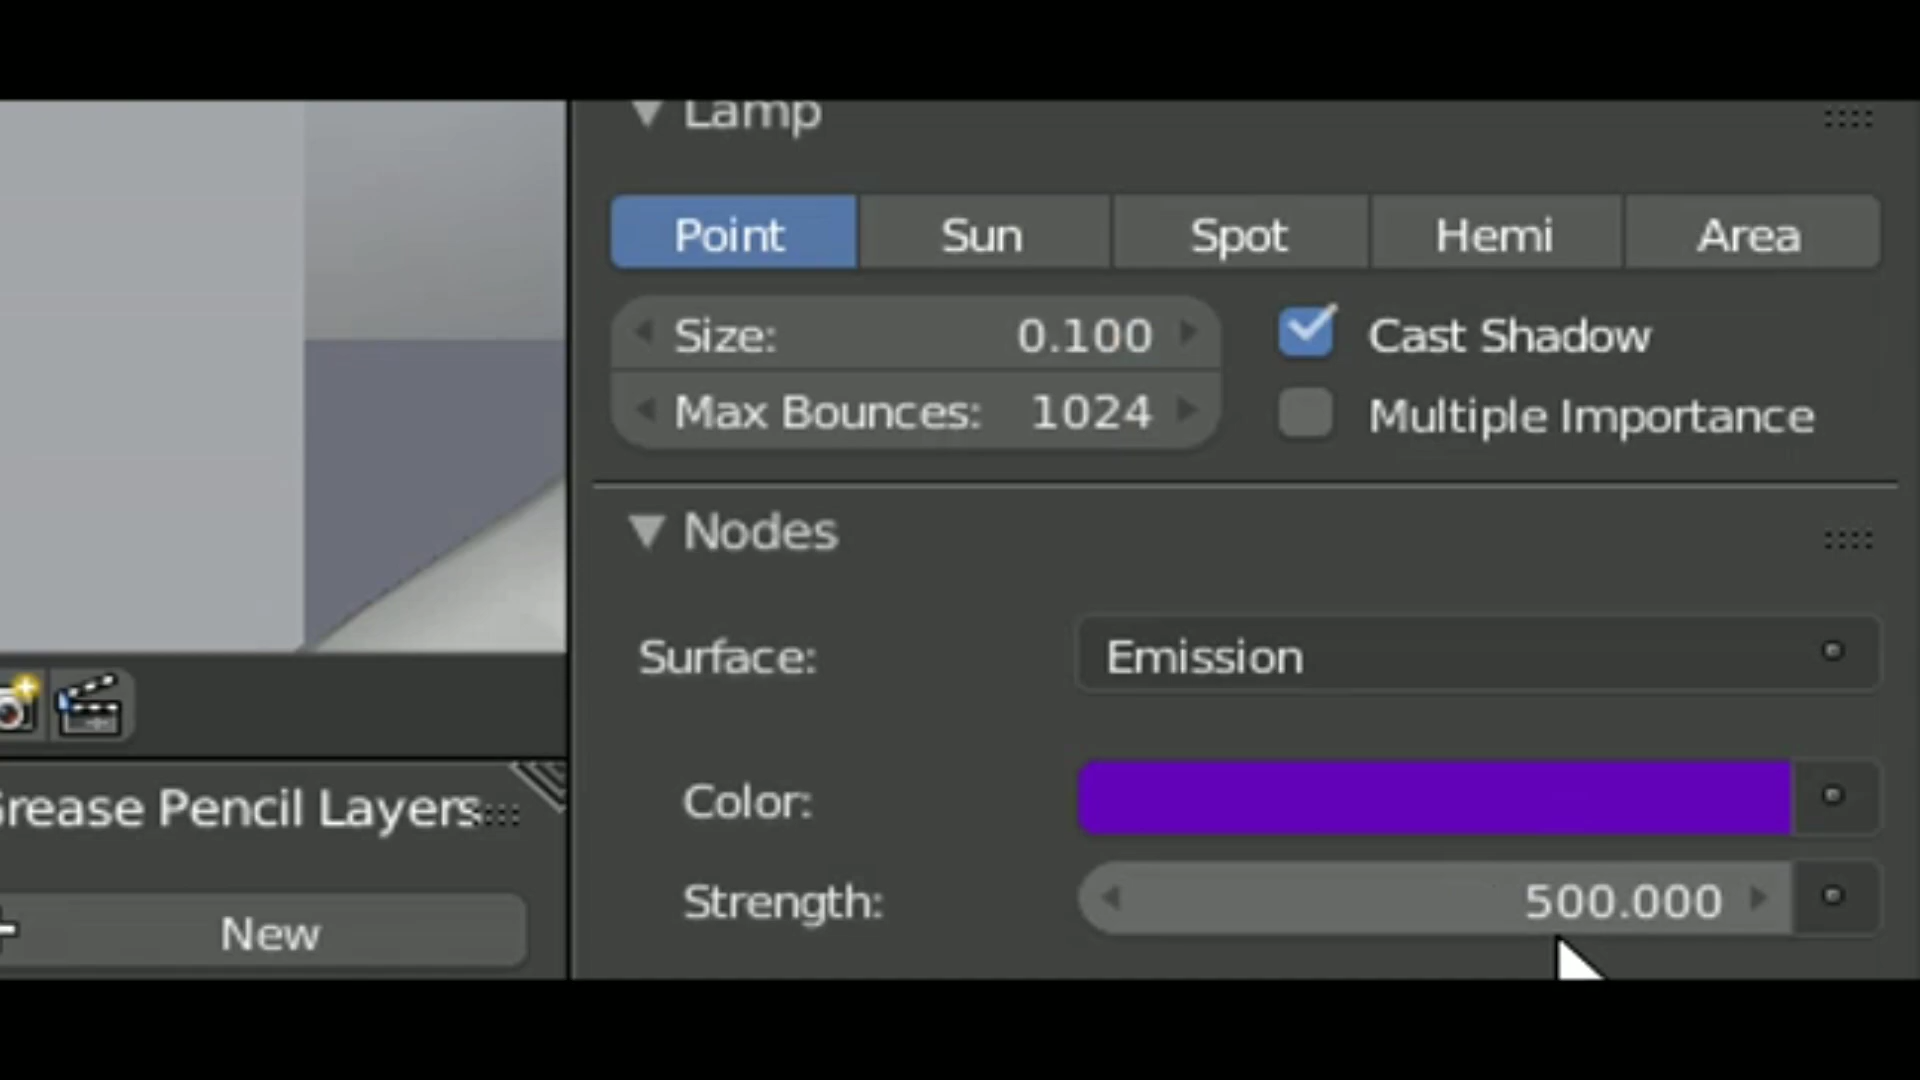 Lamp
Point Sun Spot Hemi Area
Size: 0.100 Cast Shadow
Max Bounces: 1024 Multiple Importance
Nodes
Surface: Emission
Color:
Strength: 500.000
Pencil Layers
New